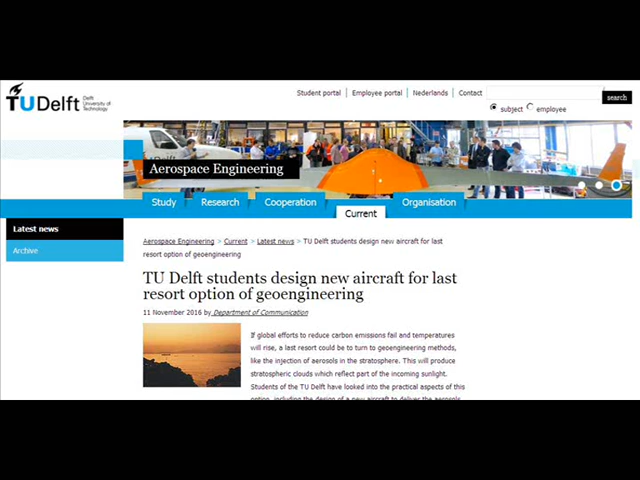 TUDelft
Delft
University of
Technology
Student portal
Employee portal
Nederlands
Contact
search
subject
employee
Aerospace Engineering
Study
Research
Cooperation
Current
Organisation
Latest news
Archive
Aerospace Engineering > Current > Latest news > TU Delft students design new aircraft for last
resort option of geoengineering
TU Delft students design new aircraft for last
resort option of geoengineering
11 November 2016 by Department of Communication
If global efforts to reduce carbon emissions fail and temperatures
will rise, a last resort could be to turn to geoengineering methods,
like the injection of aerosols in the stratosphere. This will produce
stratospheric clouds which reflect part of the incoming sunlight.
Students of the TU Delft have looked into the practical aspects of this
option, including the design of a new aircraft to deliver the aerosols